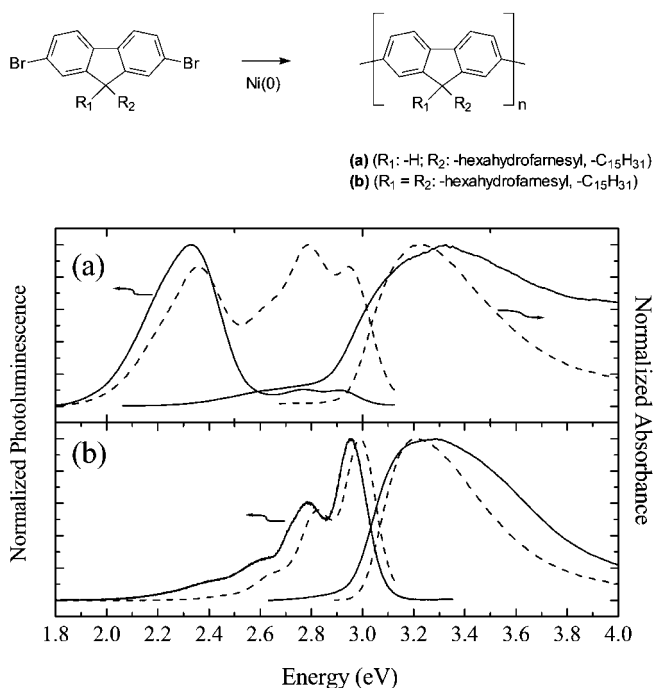 Br
Br
R1 R2
Ni(0)
R1 R2
n
(a) (R1: -H; R2: -hexahydrofarnesyl, -C15H31)
(b) (R1 = R2: -hexahydrofarnesyl, -C15H31)
(a)
(b)
Normalized Photoluminescence
Normalized Absorbance
1.8 2.0 2.2 2.4 2.6 2.8 3.0 3.2 3.4 3.6 3.8 4.0
Energy (eV)